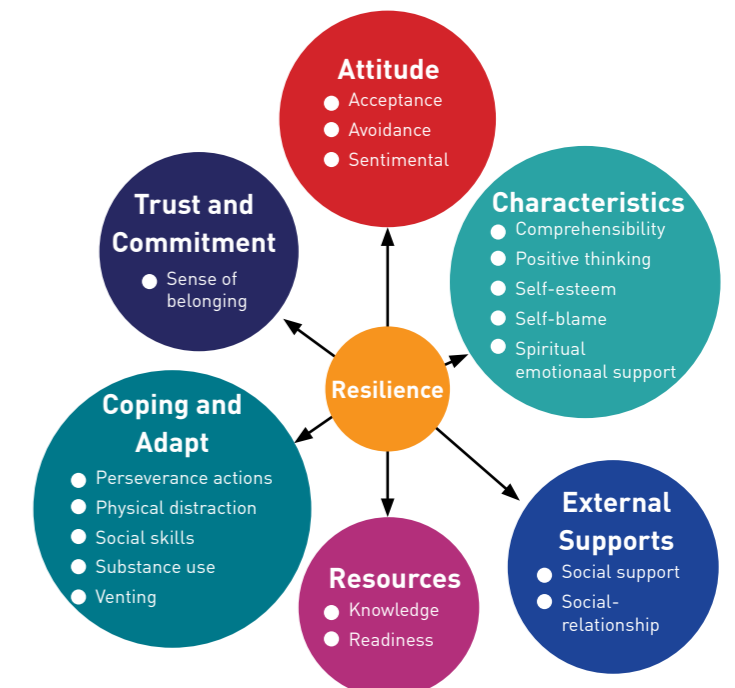 Attitude
Acceptance
Avoidance
Sentimental
Characteristics
Comprehensibility
Positive thinking
Self-esteem
Self-blame
Spiritual
emotionaal support
Trust and
Commitment
Sense of
belonging
Resilience
Coping and
Adapt
Perseverance actions
Physical distraction
Social skills
Substance use
Venting
External
Supports
Social support
Social-
relationship
Resources
Knowledge
Readiness